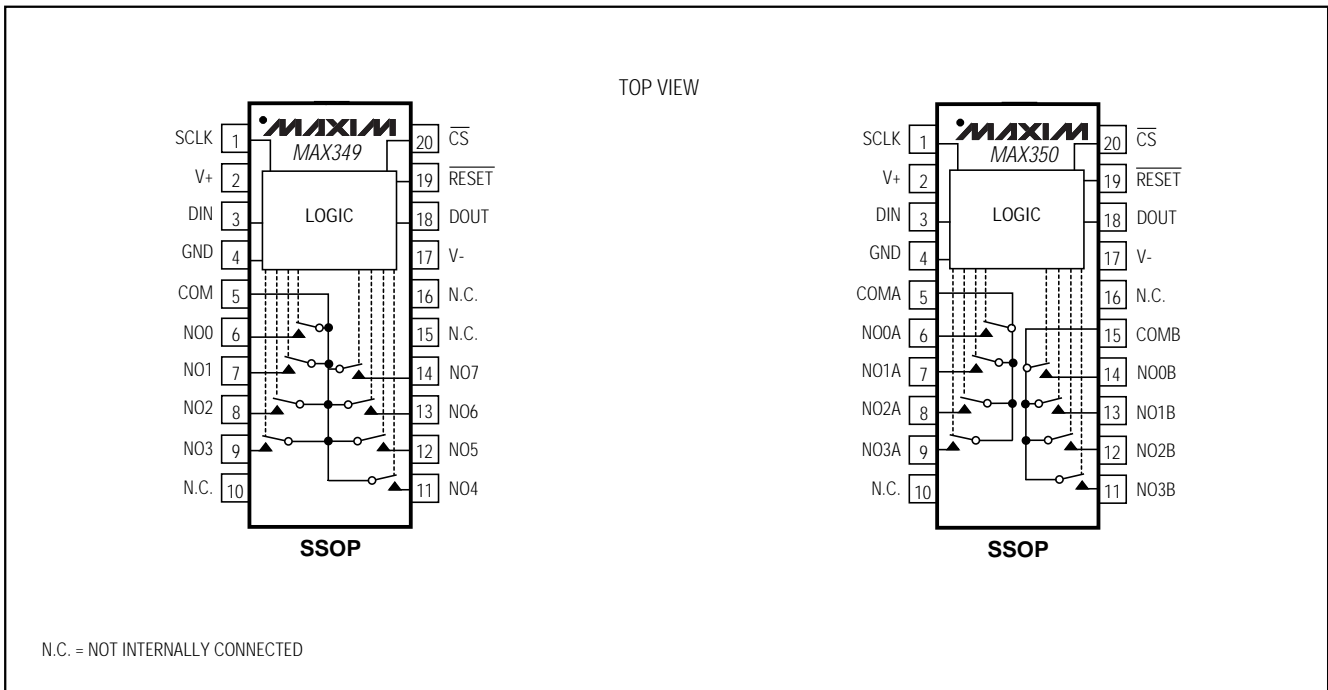 TOP VIEW
MAXIM
MAX349
SCLK 1
V+ 2
DIN 3
GND 4
COM 5
NO0 6
NO1 7
NO2 8
NO3 9
N.C. 10
LOGIC
20 CS
19 RESET
18 DOUT
17 V-
16 N.C.
15 N.C.
14 NO7
13 NO6
12 NO5
11 NO4
SSOP
MAXIM
MAX350
SCLK 1
V+ 2
DIN 3
GND 4
COMA 5
NO0A 6
NO1A 7
NO2A 8
NO3A 9
N.C. 10
LOGIC
20 CS
19 RESET
18 DOUT
17 V-
16 N.C.
15 COMB
14 NO0B
13 NO1B
12 NO2B
11 NO3B
SSOP
N.C. = NOT INTERNALLY CONNECTED